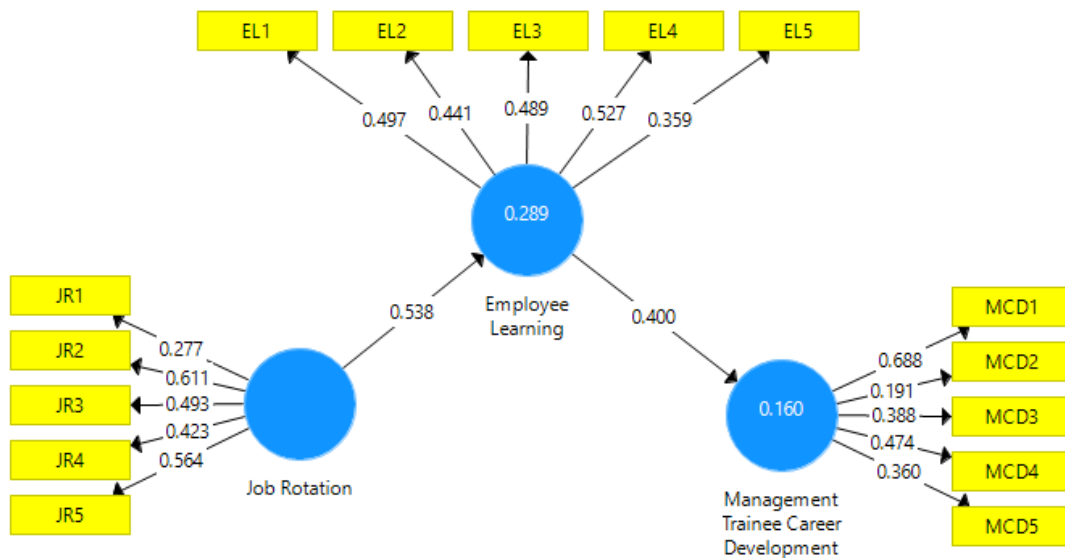 EL1
EL2
EL3
EL4
EL5
0.497
0.441
0.489
0.527
0.359
0.289
Employee
Learning
0.538
0.400
JR1
JR2
JR3
JR4
JR5
0.277
0.611
0.493
0.423
0.564
Job Rotation
0.160
Management
Trainee Career
Development
0.688
0.191
0.388
0.474
0.360
MCD1
MCD2
MCD3
MCD4
MCD5